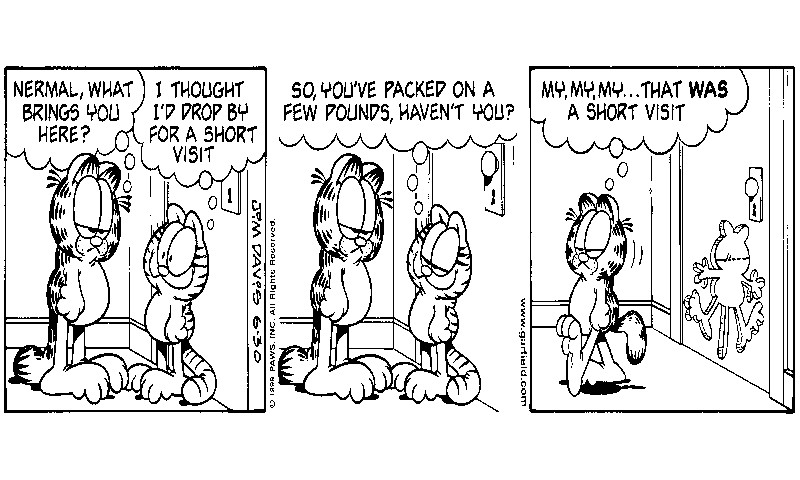 NERMAL, WHAT
BRINGS YOU
HERE?
I THOUGHT
I'D DROP BY
FOR A SHORT
VISIT
JIM DAVIS 6-30
© 1999 PAWS, INC. All Rights Reserved.
SO, YOU'VE PACKED ON A
FEW POUNDS, HAVEN'T YOU?
MY, MY, MY...THAT WAS
A SHORT VISIT
www.garfield.com